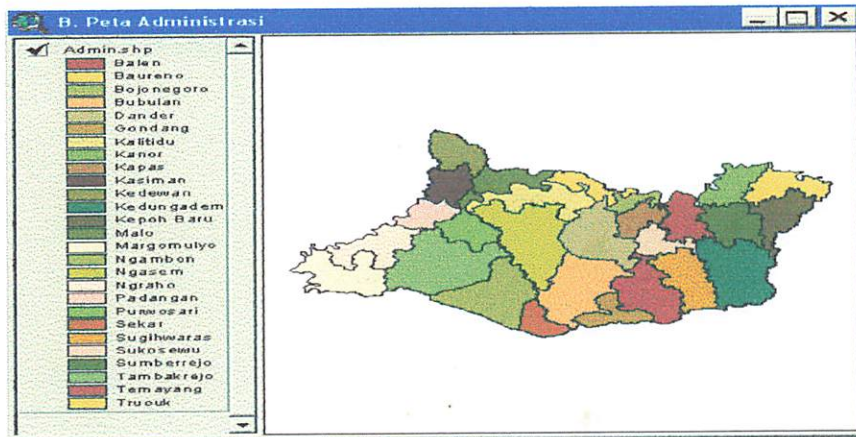 B. Peta Administrasi
Admin.shp
Balen
Baureno
Bojonegoro
Bubulan
Dander
Gondang
Kalitidu
Kanor
Kapas
Kasiman
Kedewan
Kedungadem
Kepoh Baru
Malo
Margomulyo
Ngambon
Ngasem
Ngraho
Padangan
Purwosari
Sekar
Sugihwaras
Sukosewu
Sumberrejo
Tambakrejo
Temayang
Truouk